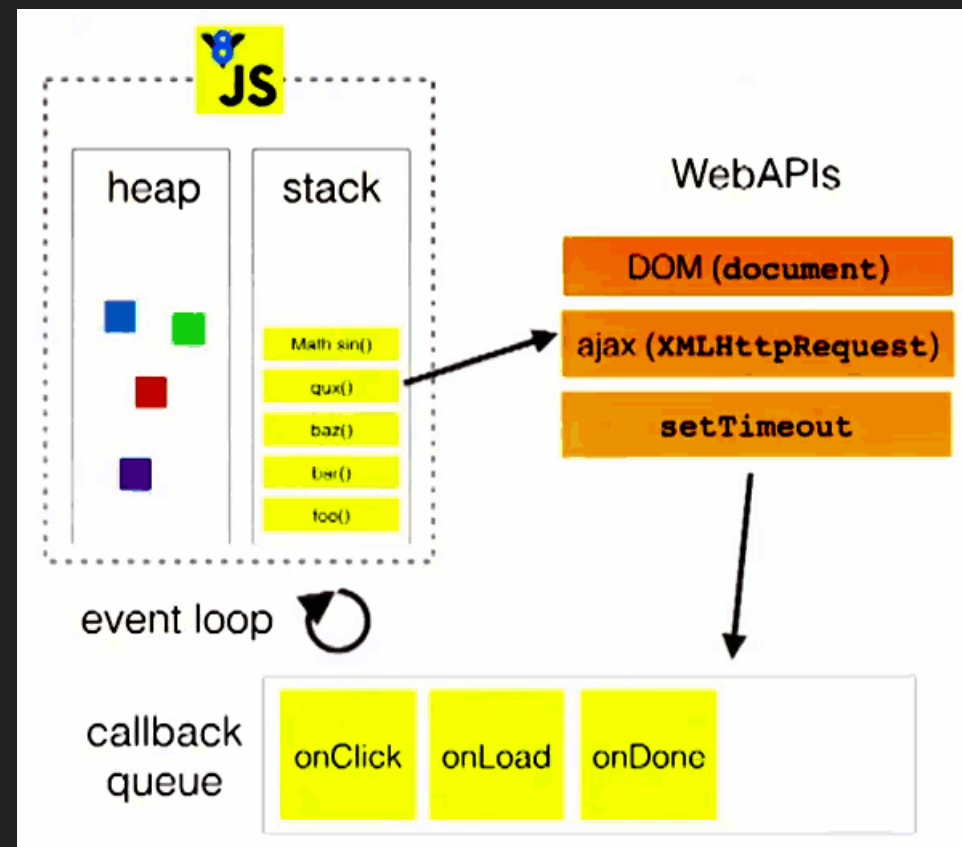 8
JS
heap
stack
Math sin()
qux()
baz()
bar()
foo()
WebAPIs
DOM (document)
ajax (XMLHttpRequest)
setTimeout
event loop
callback
queue
onClick
onLoad
onDone